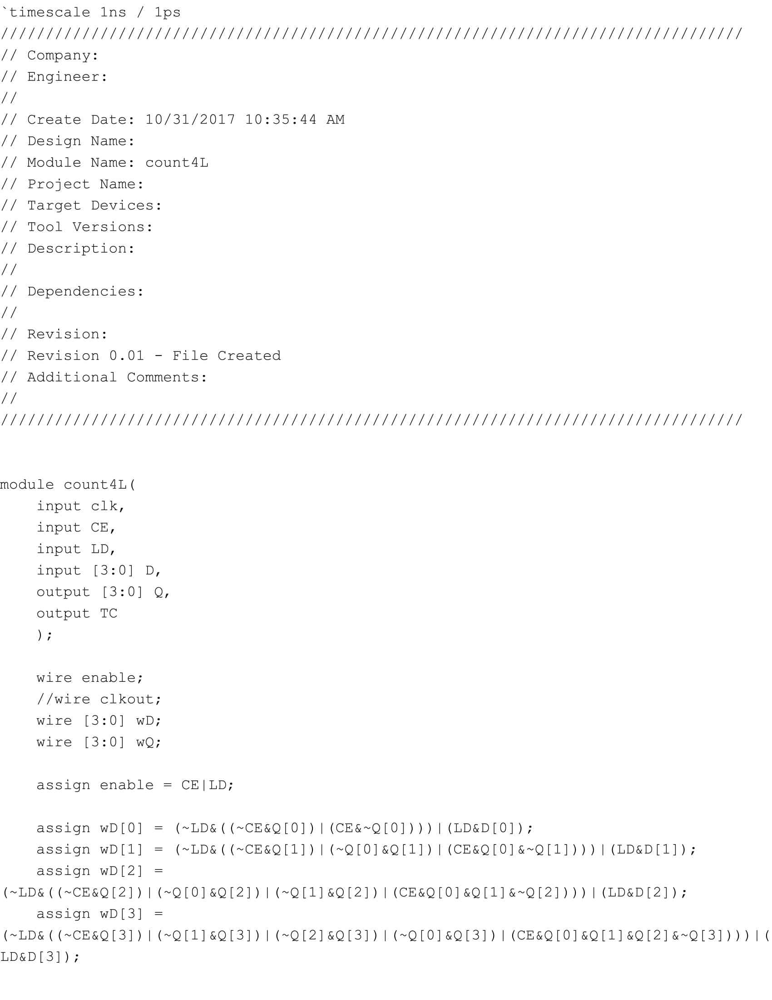 `timescale 1ns / 1ps
//////////////////////////////////////////////////////////////////////////////////
// Company:
// Engineer:
//
// Create Date: 10/31/2017 10:35:44 AM
// Design Name:
// Module Name: count4L
// Project Name:
// Target Devices:
// Tool Versions:
// Description:
//
// Dependencies:
//
// Revision:
// Revision 0.01 - File Created
// Additional Comments:
//
//////////////////////////////////////////////////////////////////////////////////


module count4L(
    input clk,
    input CE,
    input LD,
    input [3:0] D,
    output [3:0] Q,
    output TC
    );

    wire enable;
    //wire clkout;
    wire [3:0] wD;
    wire [3:0] wQ;

    assign enable = CE|LD;

    assign wD[0] = (~LD&((~CE&Q[0])|(CE&~Q[0])))|(LD&D[0]);
    assign wD[1] = (~LD&((~CE&Q[1])|(~Q[0]&Q[1])|(CE&Q[0]&~Q[1])))|(LD&D[1]);
    assign wD[2] =
(~LD&((~CE&Q[2])|(~Q[0]&Q[2])|(~Q[1]&Q[2])|(CE&Q[0]&Q[1]&~Q[2])))|(LD&D[2]);
    assign wD[3] =
(~LD&((~CE&Q[3])|(~Q[1]&Q[3])|(~Q[2]&Q[3])|(~Q[0]&Q[3])|(CE&Q[0]&Q[1]&Q[2]&~Q[3])))|(
LD&D[3]);